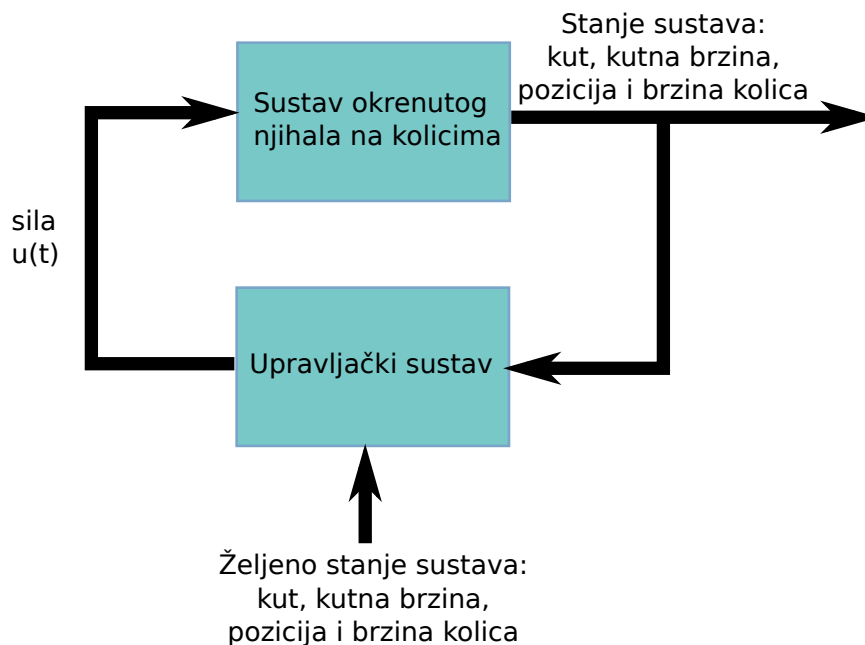 Stanje sustava:
kut, kutna brzina,
pozicija i brzina kolica
Sustav okrenutog
njihala na kolicima
sila
u(t)
Upravljački sustav
Željeno stanje sustava:
kut, kutna brzina,
pozicija i brzina kolica